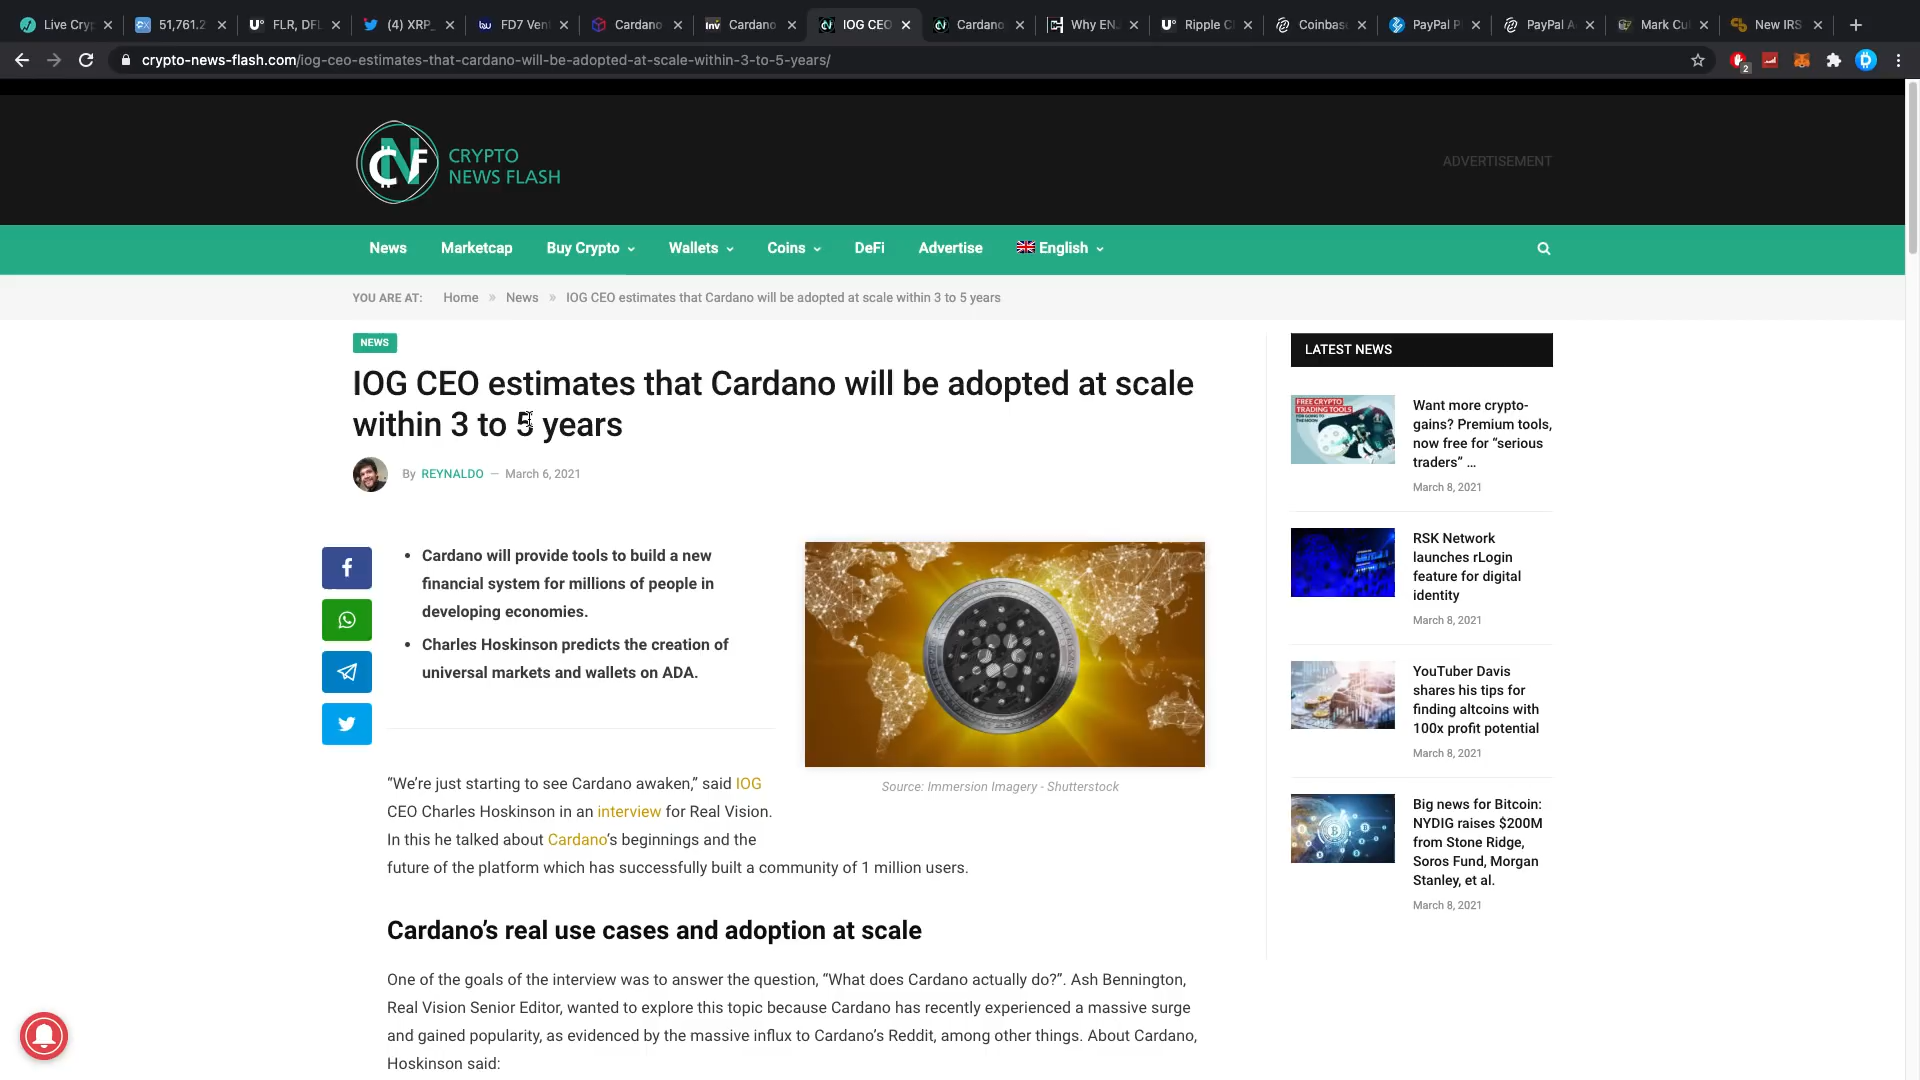 Live Cryp
51,761.2
FLR, DFL
(4) XRP_
FD7 Ven
Cardano
Cardano
IOG CEO
Cardano
Why ENJ
Ripple C
Coinbas
PayPal P
PayPal A
Mark Cu
New IRS
crypto-news-flash.com/iog-ceo-estimates-that-cardano-will-be-adopted-at-scale-within-3-to-5-years/
2
CRYPTO
NEWS FLASH
ADVERTISEMENT
News Marketcap Buy Crypto Wallets Coins DeFi Advertise English
YOU ARE AT: Home » News » IOG CEO estimates that Cardano will be adopted at scale within 3 to 5 years
NEWS
IOG CEO estimates that Cardano will be adopted at scale
within 3 to 5 years
By REYNALDO — March 6, 2021
• Cardano will provide tools to build a new
financial system for millions of people in
developing economies.
• Charles Hoskinson predicts the creation of
universal markets and wallets on ADA.
Source: Immersion Imagery - Shutterstock
“We’re just starting to see Cardano awaken,” said IOG
CEO Charles Hoskinson in an interview for Real Vision.
In this he talked about Cardano’s beginnings and the
future of the platform which has successfully built a community of 1 million users.
Cardano’s real use cases and adoption at scale
One of the goals of the interview was to answer the question, “What does Cardano actually do?”. Ash Bennington,
Real Vision Senior Editor, wanted to explore this topic because Cardano has recently experienced a massive surge
and gained popularity, as evidenced by the massive influx to Cardano’s Reddit, among other things. About Cardano,
Hoskinson said:
LATEST NEWS
FREE CRYPTO
TRADING TOOLS
Want more crypto-
gains? Premium tools,
now free for “serious
traders” ...
March 8, 2021
RSK Network
launches rLogin
feature for digital
identity
March 8, 2021
YouTuber Davis
shares his tips for
finding altcoins with
100x profit potential
March 8, 2021
Big news for Bitcoin:
NYDIG raises $200M
from Stone Ridge,
Soros Fund, Morgan
Stanley, et al.
March 8, 2021